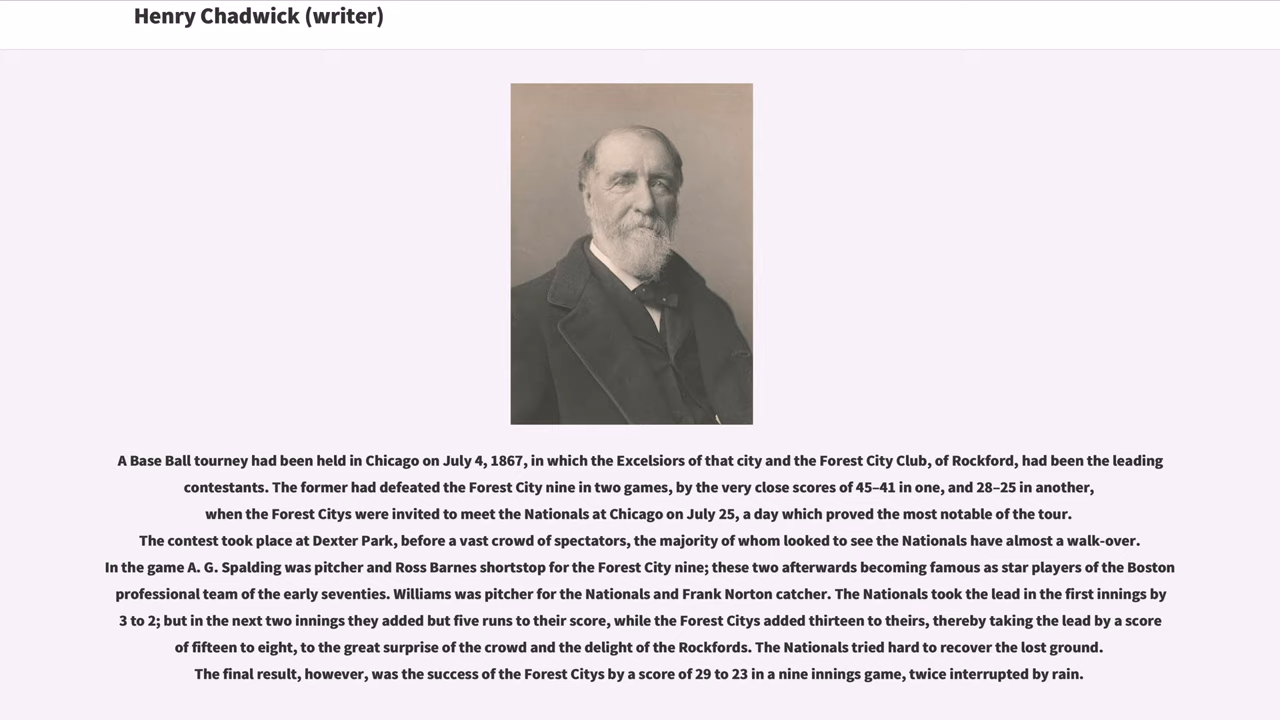 Henry Chadwick (writer)
A Base Ball tourney had been held in Chicago on July 4, 1867, in which the Excelsiors of that city and the Forest City Club, of Rockford, had been the leading
contestants. The former had defeated the Forest City nine in two games, by the very close scores of 45–41 in one, and 28–25 in another,
when the Forest Citys were invited to meet the Nationals at Chicago on July 25, a day which proved the most notable of the tour.
The contest took place at Dexter Park, before a vast crowd of spectators, the majority of whom looked to see the Nationals have almost a walk-over.
In the game A. G. Spalding was pitcher and Ross Barnes shortstop for the Forest City nine; these two afterwards becoming famous as star players of the Boston
professional team of the early seventies. Williams was pitcher for the Nationals and Frank Norton catcher. The Nationals took the lead in the first innings by
3 to 2; but in the next two innings they added but five runs to their score, while the Forest Citys added thirteen to theirs, thereby taking the lead by a score
of fifteen to eight, to the great surprise of the crowd and the delight of the Rockfords. The Nationals tried hard to recover the lost ground.
The final result, however, was the success of the Forest Citys by a score of 29 to 23 in a nine innings game, twice interrupted by rain.